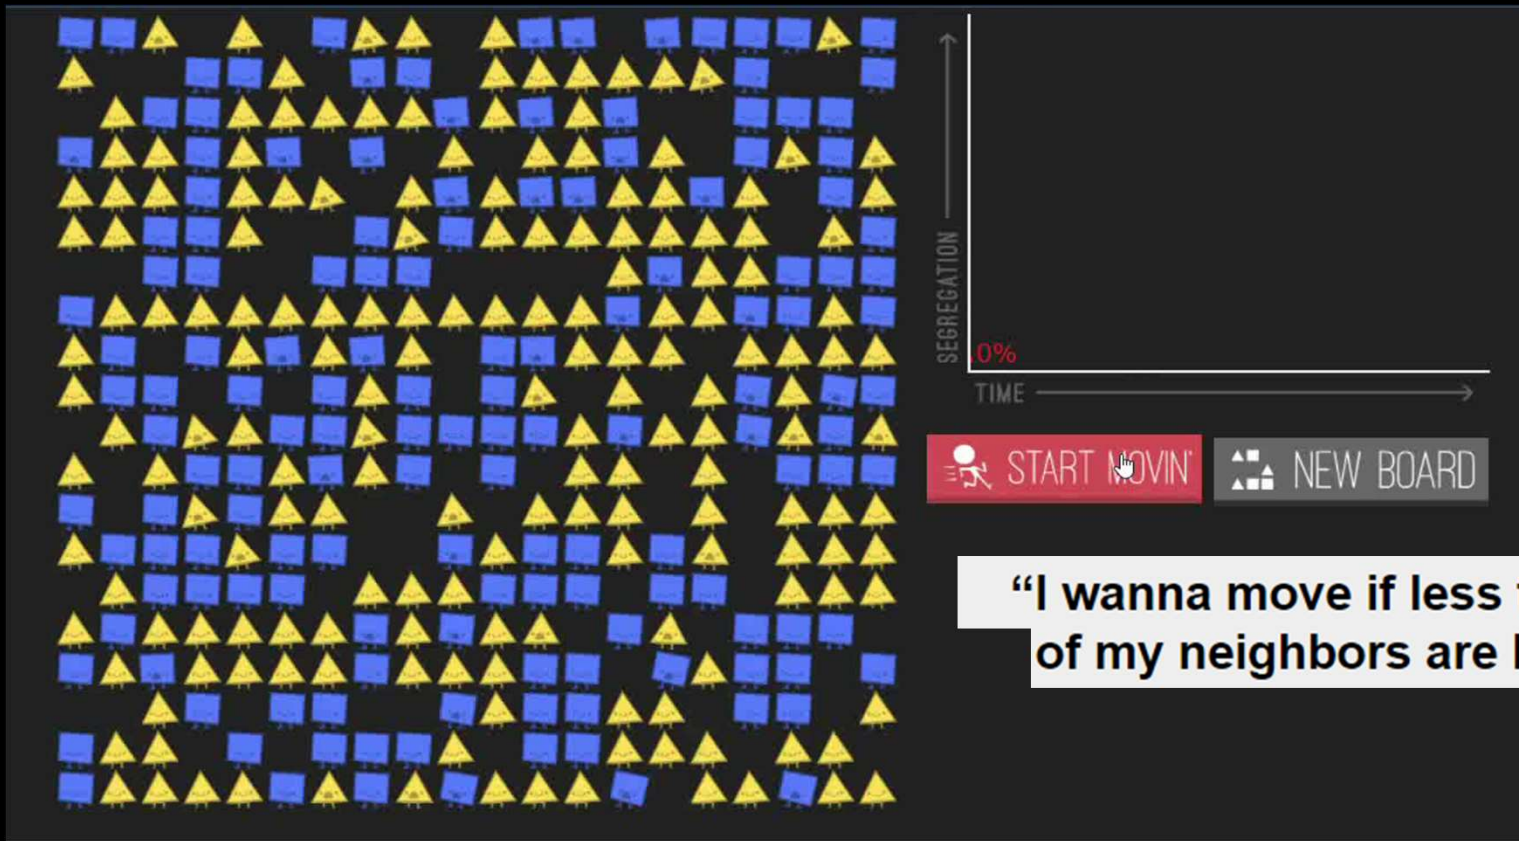 SEGREGATION
0%
TIME
START MOVIN'
NEW BOARD
“I wanna move if less
of my neighbors are